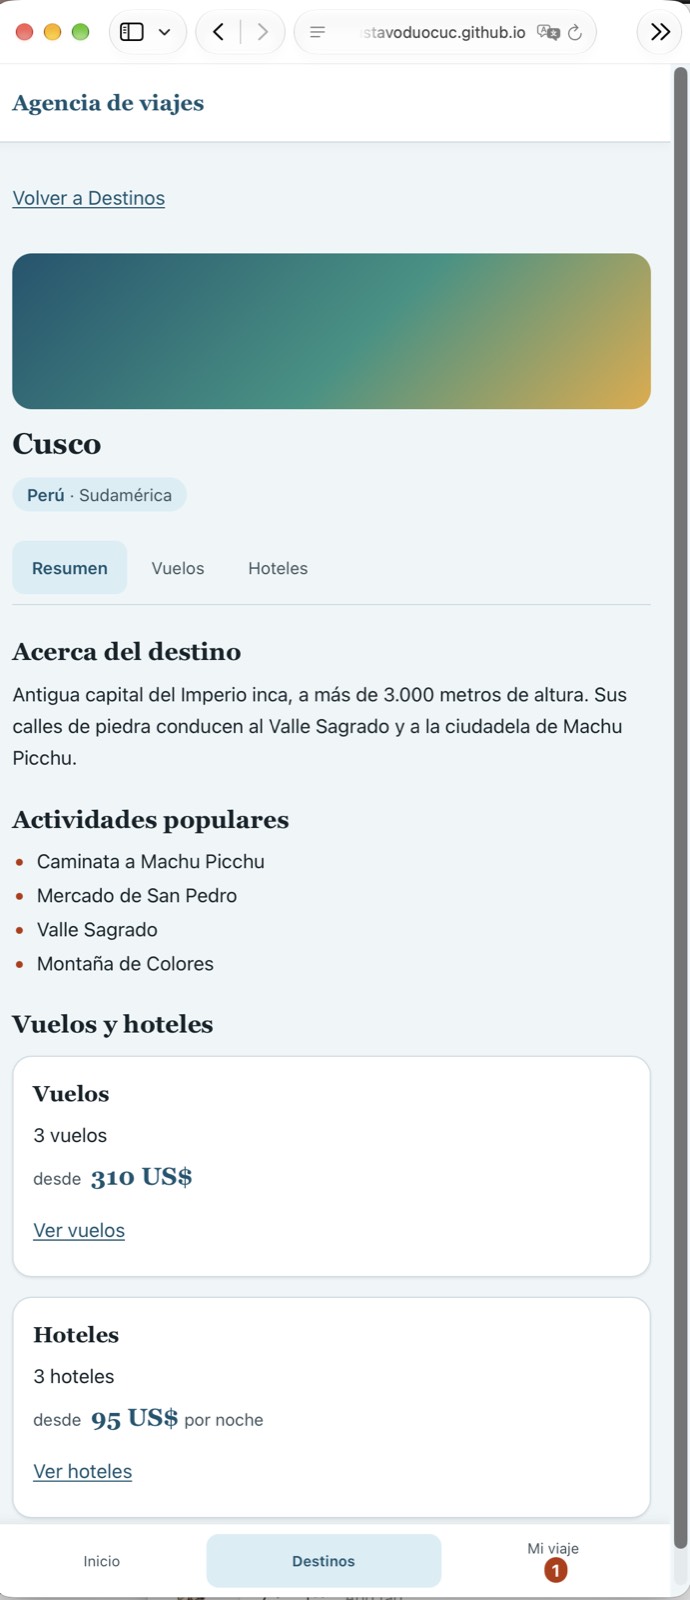 stavoduocuc.github.io
Agencia de viajes
Volver a Destinos
Cusco
Perú · Sudamérica
Resumen
Vuelos
Hoteles
Acerca del destino
Antigua capital del Imperio inca, a más de 3.000 metros de altura. Sus
calles de piedra conducen al Valle Sagrado y a la ciudadela de Machu
Picchu.
Actividades populares
• Caminata a Machu Picchu
• Mercado de San Pedro
• Valle Sagrado
• Montaña de Colores
Vuelos y hoteles
Vuelos
3 vuelos
desde 310 US$
Ver vuelos
Hoteles
3 hoteles
desde 95 US$ por noche
Ver hoteles
Inicio
Destinos
Mi viaje
1